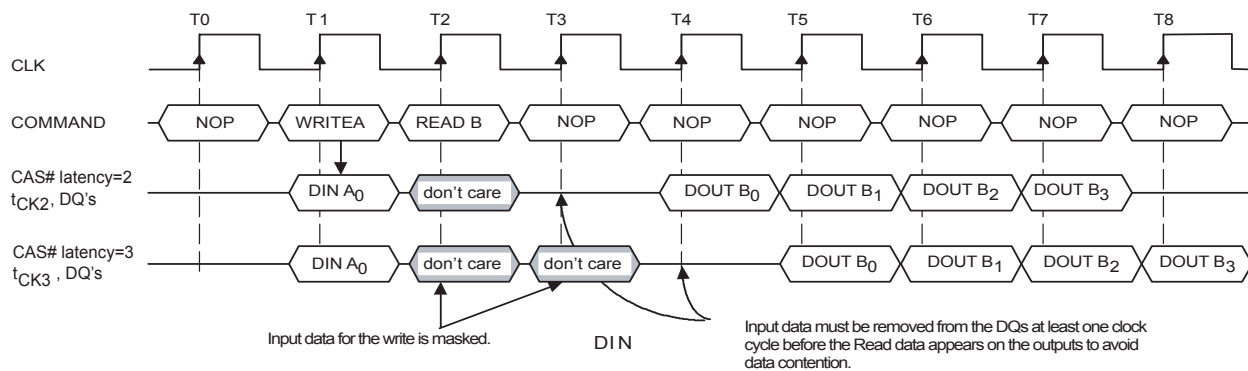 T0 T1 T2 T3 T4 T5 T6 T7 T8
CLK
COMMAND NOP WRITEA READ B NOP NOP NOP NOP NOP NOP
CAS# latency=2
tCK2, DQ's DIN A0 don't care DOUT B0 DOUT B1 DOUT B2 DOUT B3
CAS# latency=3
tCK3 , DQ's DIN A0 don't care don't care DOUT B0 DOUT B1 DOUT B2 DOUT B3
Input data for the write is masked.
DIN
Input data must be removed from the DQs at least one clock
cycle before the Read data appears on the outputs to avoid
data contention.